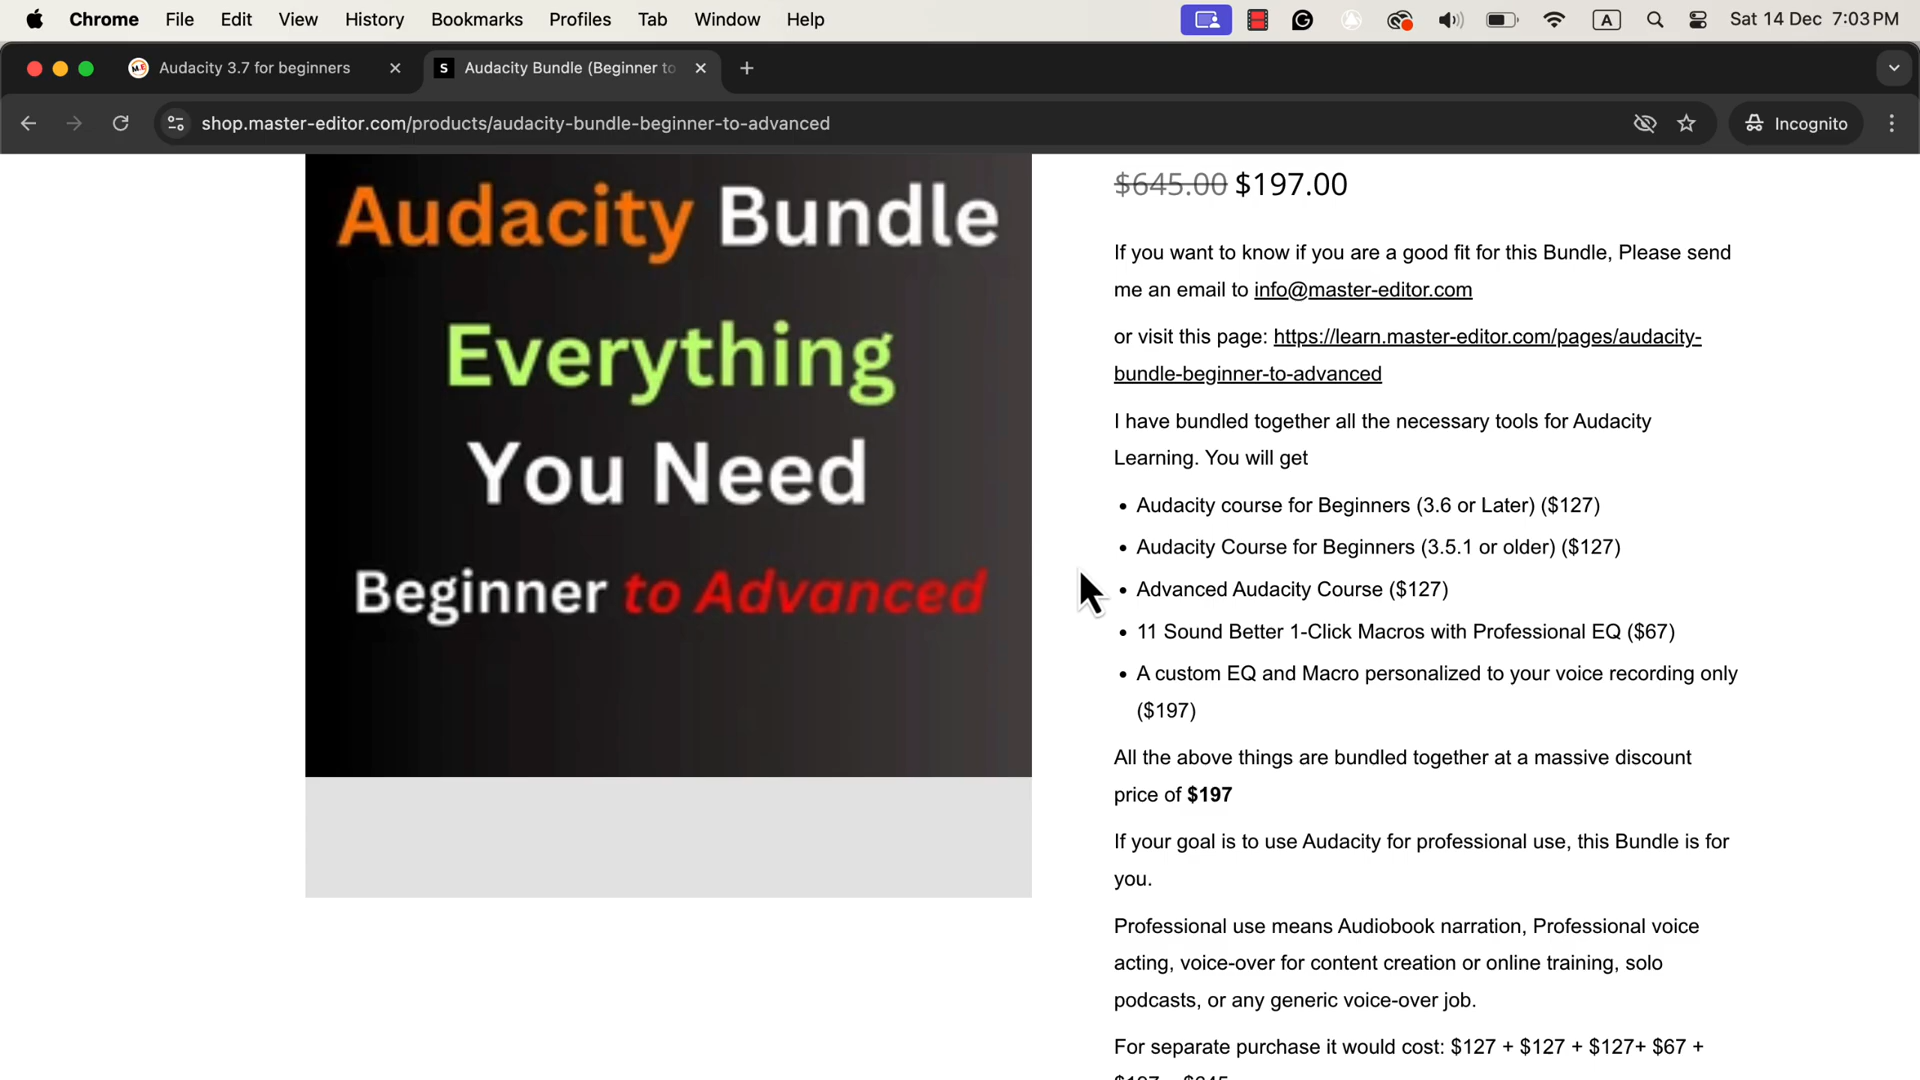 Chrome File Edit View History Bookmarks Profiles Tab Window Help A Sat 14 Dec 7:03 PM
Audacity 3.7 for beginners S Audacity Bundle (Beginner to
shop.master-editor.com/products/audacity-bundle-beginner-to-advanced Incognito
Audacity Bundle
Everything
You Need
Beginner to Advanced
$645.00 $197.00
If you want to know if you are a good fit for this Bundle, Please send
me an email to info@master-editor.com
or visit this page: https://learn.master-editor.com/pages/audacity-
bundle-beginner-to-advanced
I have bundled together all the necessary tools for Audacity
Learning. You will get
• Audacity course for Beginners (3.6 or Later) ($127)
• Audacity Course for Beginners (3.5.1 or older) ($127)
• Advanced Audacity Course ($127)
• 11 Sound Better 1-Click Macros with Professional EQ ($67)
• A custom EQ and Macro personalized to your voice recording only
($197)
All the above things are bundled together at a massive discount
price of $197
If your goal is to use Audacity for professional use, this Bundle is for
you.
Professional use means Audiobook narration, Professional voice
acting, voice-over for content creation or online training, solo
podcasts, or any generic voice-over job.
For separate purchase it would cost: $127 + $127 + $127+ $67 +